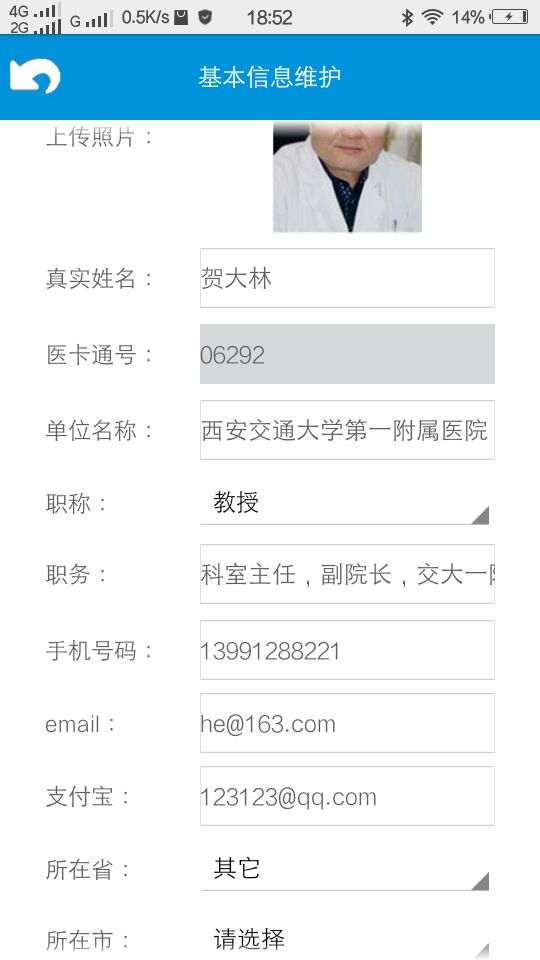 4G
2G
G
0.5K/s
18:52
14%
基本信息维护
上传照片：
真实姓名：
贺大林
医卡通号：
06292
单位名称：
西安交通大学第一附属医院
职称：
教授
职务：
科室主任，副院长，交大一
手机号码：
13991288221
email：
he@163.com
支付宝：
123123@qq.com
所在省：
其它
所在市：
请选择